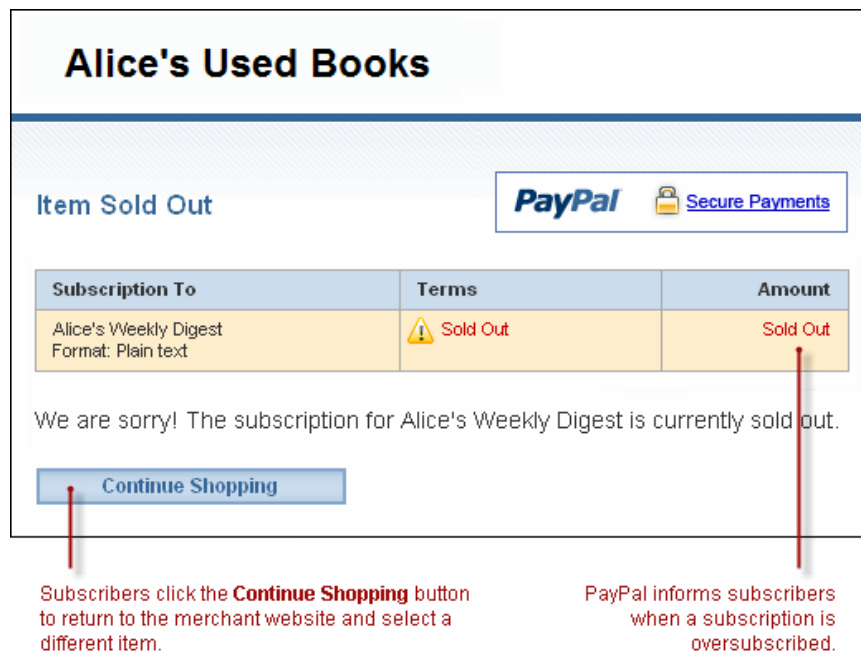 Alice's Used Books
Item Sold Out
PayPal Secure Payments
Subscription To Terms Amount
Alice's Weekly Digest Sold Out Sold Out
Format: Plain text
We are sorry! The subscription for Alice's Weekly Digest is currently sold out.
Continue Shopping
Subscribers click the Continue Shopping button
to return to the merchant website and select a
different item.
PayPal informs subscribers
when a subscription is
oversubscribed.